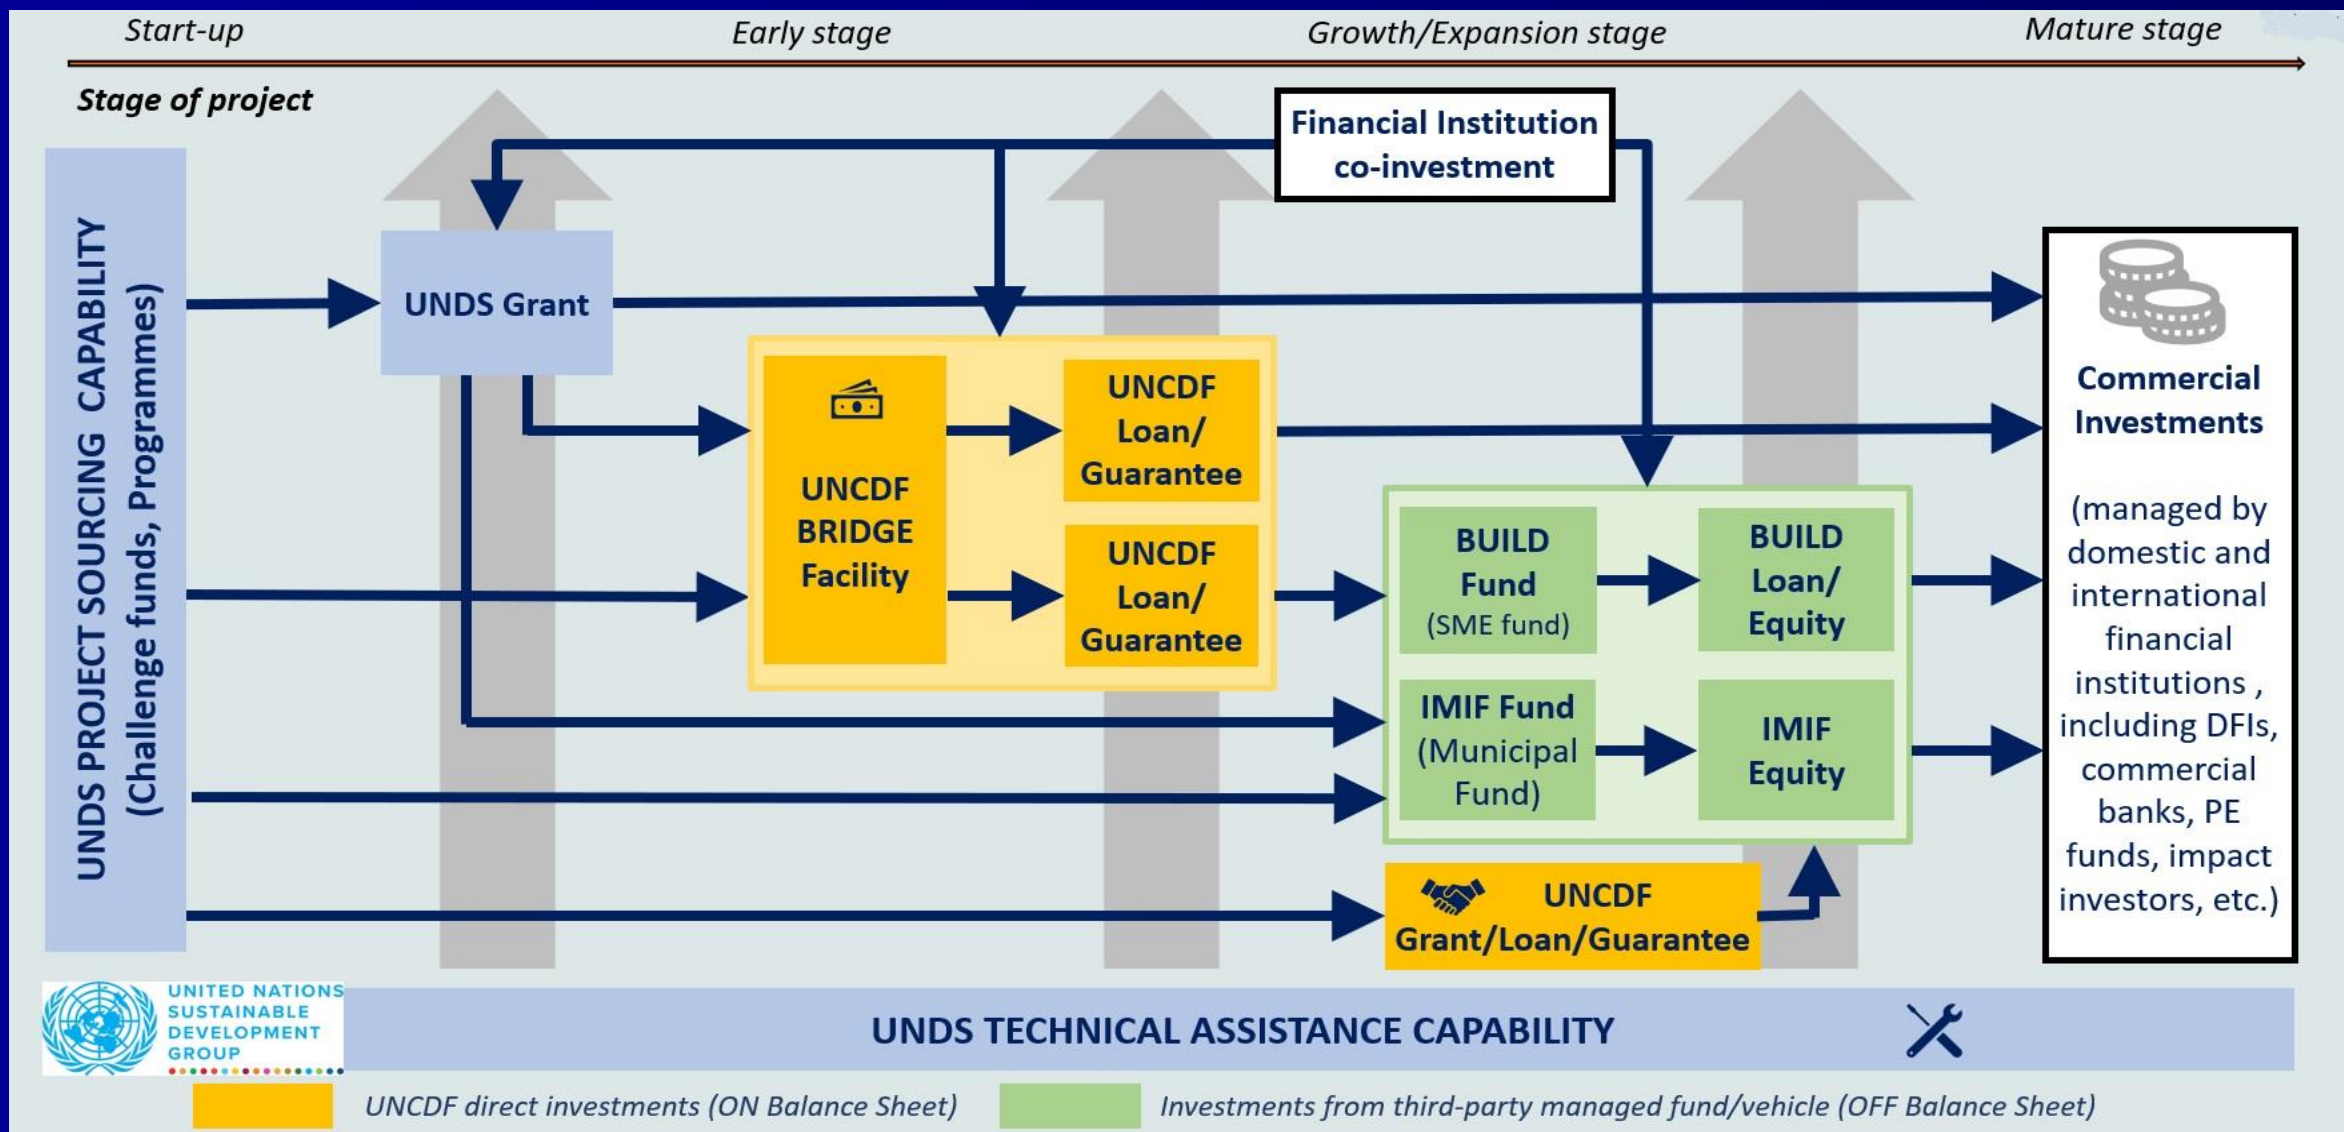 Start-up
Early stage
Growth/Expansion stage
Mature stage
Stage of project
Financial Institution
co-investment
UNDS PROJECT SOURCING CAPABILITY
(Challenge funds, Programmes)
UNDS Grant
UNCDF
BRIDGE
Facility
UNCDF
Loan/
Guarantee
UNCDF
Loan/
Guarantee
BUILD
Fund
(SME fund)
BUILD
Loan/
Equity
IMIF Fund
(Municipal
Fund)
IMIF
Equity
UNCDF
Grant/Loan/Guarantee
Commercial
Investments
(managed by
domestic and
international
financial
institutions ,
including DFIs,
commercial
banks, PE
funds, impact
investors, etc.)
UNITED NATIONS
SUSTAINABLE
DEVELOPMENT
GROUP
UNDS TECHNICAL ASSISTANCE CAPABILITY
UNCDF direct investments (ON Balance Sheet)
Investments from third-party managed fund/vehicle (OFF Balance Sheet)